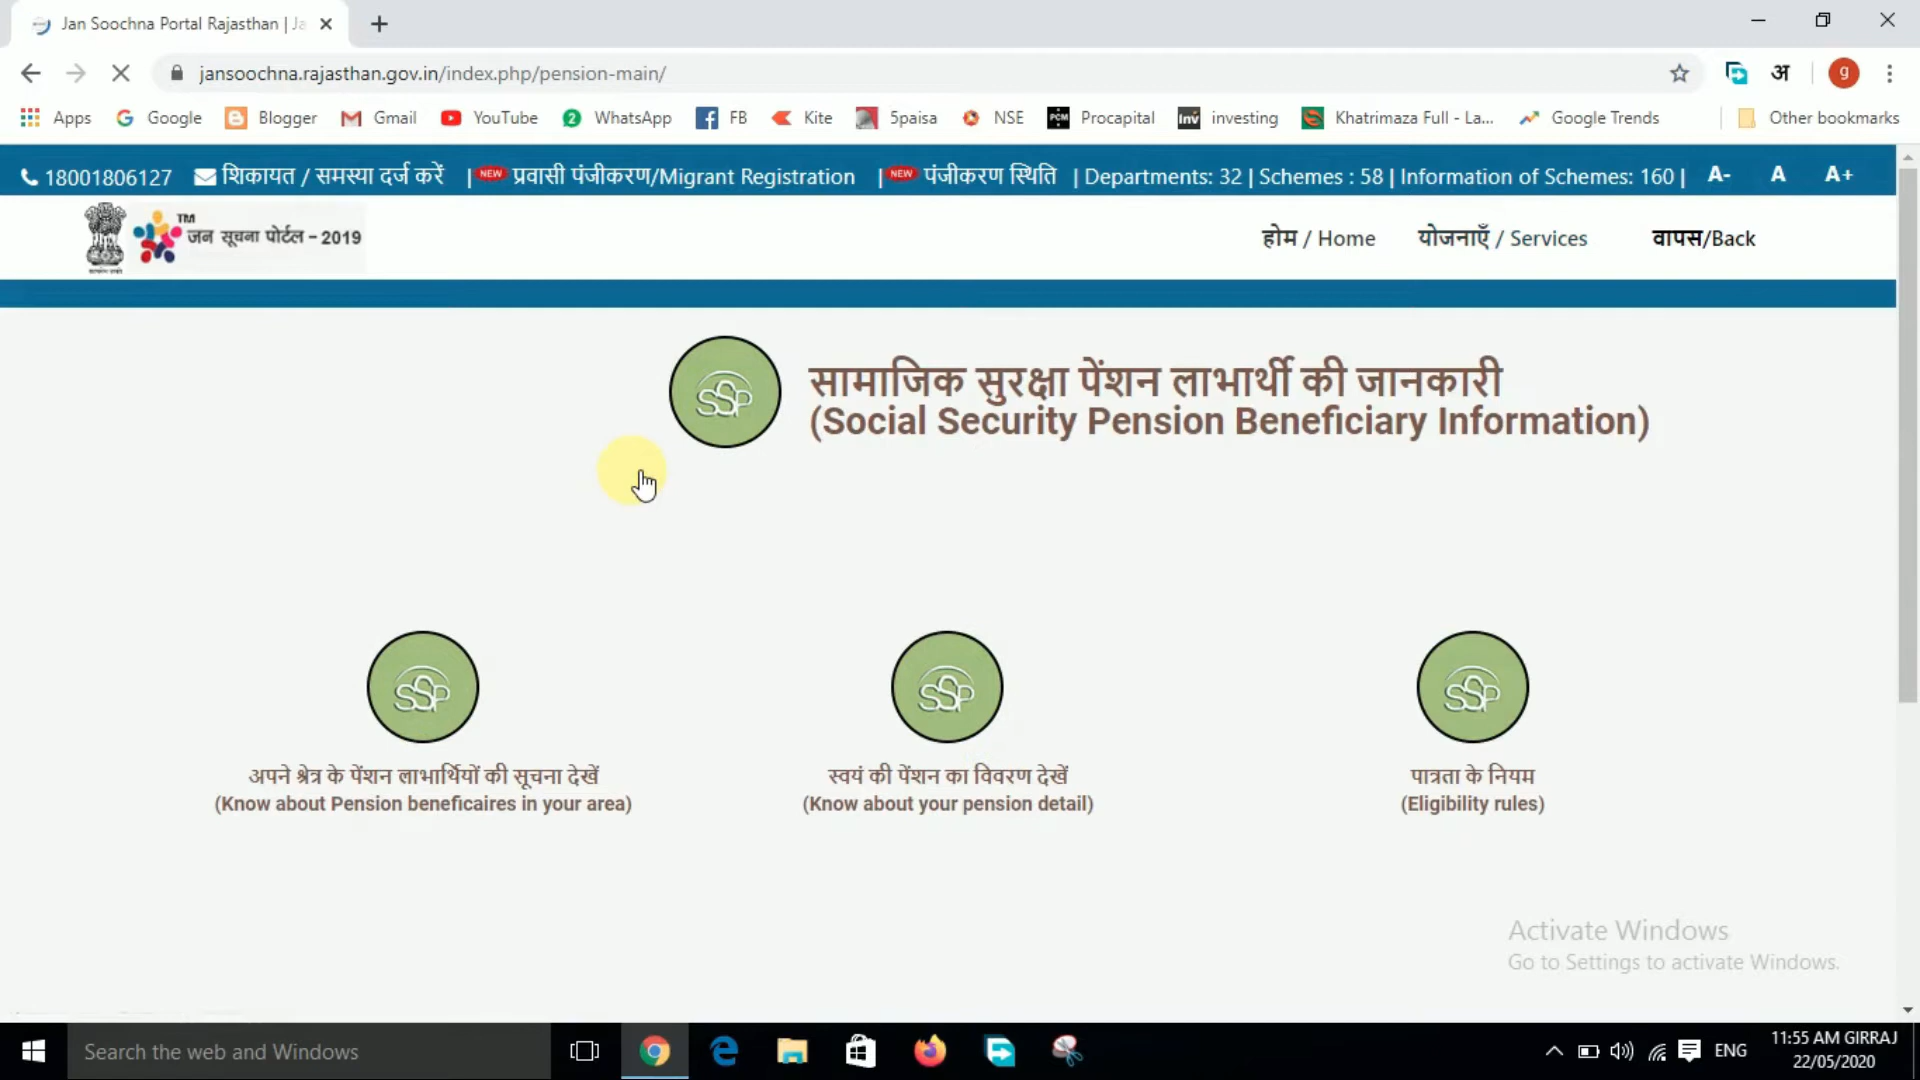 Jan Soochna Portal Rajasthan | Ja
jansoochna.rajasthan.gov.in/index.php/pension-main/
अ
g
Apps
Google
Blogger
Gmail
YouTube
2
WhatsApp
FB
Kite
5paisa
NSE
PCM
Procapital
Inv
investing
Khatrimaza Full - La...
Google Trends
Other bookmarks
18001806127 शिकायत / समस्या दर्ज करें | NEW प्रवासी पंजीकरण/Migrant Registration | NEW पंजीकरण स्थिति | Departments: 32 | Schemes : 58 | Information of Schemes: 160 | A- A A+
TM
जन सूचना पोर्टल – 2019
होम / Home योजनाएँ / Services वापस/Back
SSP
सामाजिक सुरक्षा पेंशन लाभार्थी की जानकारी
(Social Security Pension Beneficiary Information)
SSP
अपने श्रेत्र के पेंशन लाभार्थियों की सूचना देखें
(Know about Pension beneficaires in your area)
SSP
स्वयं की पेंशन का विवरण देखें
(Know about your pension detail)
SSP
पात्रता के नियम
(Eligibility rules)
Activate Windows
Go to Settings to activate Windows.
Search the web and Windows
ENG
11:55 AM GIRRAJ
22/05/2020